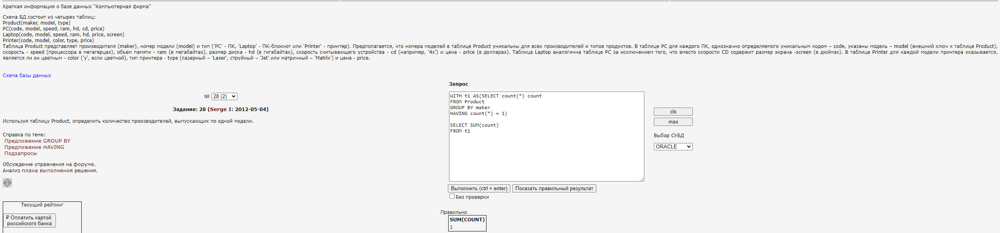 Краткая информация о базе данных "Компьютерная фирма"
Схема БД состоит из четырех таблиц:
Product(maker, model, type)
PC(code, model, speed, ram, hd, cd, price)
Laptop(code, model, speed, ram, hd, price, screen)
Printer(code, model, color, type, price)
Таблица Product представляет производителя (maker), номер модели (model) и тип ('PC' - ПК, 'Laptop' - ПК-блокнот или 'Printer' - принтер). Предполагается, что номера моделей в таблице Product уникальны для всех производителей и типов продуктов. В таблице PC для каждого ПК, однозначно определяемого уникальным кодом – code, указаны модель – model (внешний ключ к таблице Product),
скорость - speed (процессора в мегагерцах), объем памяти - ram (в мегабайтах), размер диска - hd (в гигабайтах), скорость считывающего устройства - cd (например, '4x') и цена - price (в долларах). Таблица Laptop аналогична таблице РС за исключением того, что вместо скорости CD содержит размер экрана -screen (в дюймах). В таблице Printer для каждой модели принтера указывается,
является ли он цветным - color ('y', если цветной), тип принтера - type (лазерный – 'Laser', струйный – 'Jet' или матричный – 'Matrix') и цена - price.
Схема базы данных
№ 28 (2)
Задание: 28 (Serge I: 2012-05-04)
Используя таблицу Product, определить количество производителей, выпускающих по одной модели.
Справка по теме:
Предложение GROUP BY
Предложение HAVING
Подзапросы
Обсуждение упражнения на форуме.
Анализ плана выполнения решения.
Текущий рейтинг
₽ Оплатить картой
российского банка
Запрос
WITH t1 AS(SELECT count(*) count
FROM Product
GROUP BY maker
HAVING count(*) = 1)
SELECT SUM(count)
FROM t1
cls
max
Выбор СУБД
ORACLE
Выполнить (ctrl + enter) Показать правильный результат
Без проверки
Правильно
SUM(COUNT)
1